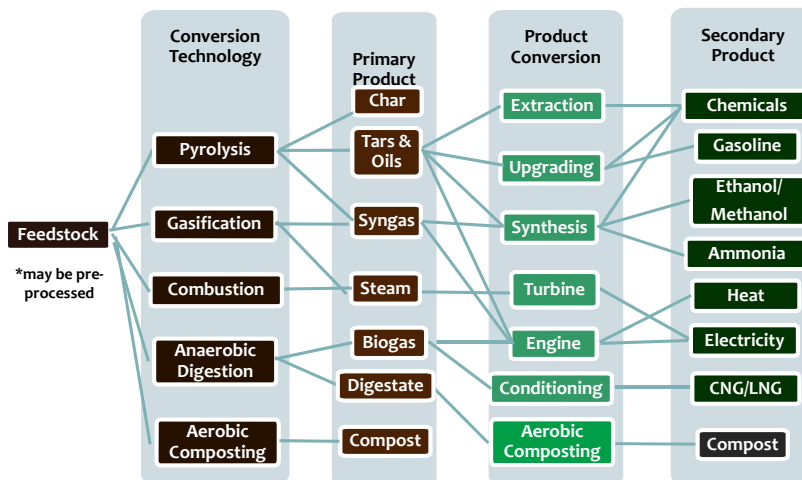 Conversion
Technology
Pyrolysis
Gasification
Feedstock
*may be pre-
processed
Combustion
Anaerobic
Digestion
Aerobic
Composting
Primary
Product
Char
Tars &
Oils
Syngas
Steam
Biogas
Digestate
Compost
Product
Conversion
Extraction
Upgrading
Synthesis
Turbine
Engine
Conditioning
Aerobic
Composting
Secondary
Product
Chemicals
Gasoline
Ethanol/
Methanol
Ammonia
Heat
Electricity
CNG/LNG
Compost